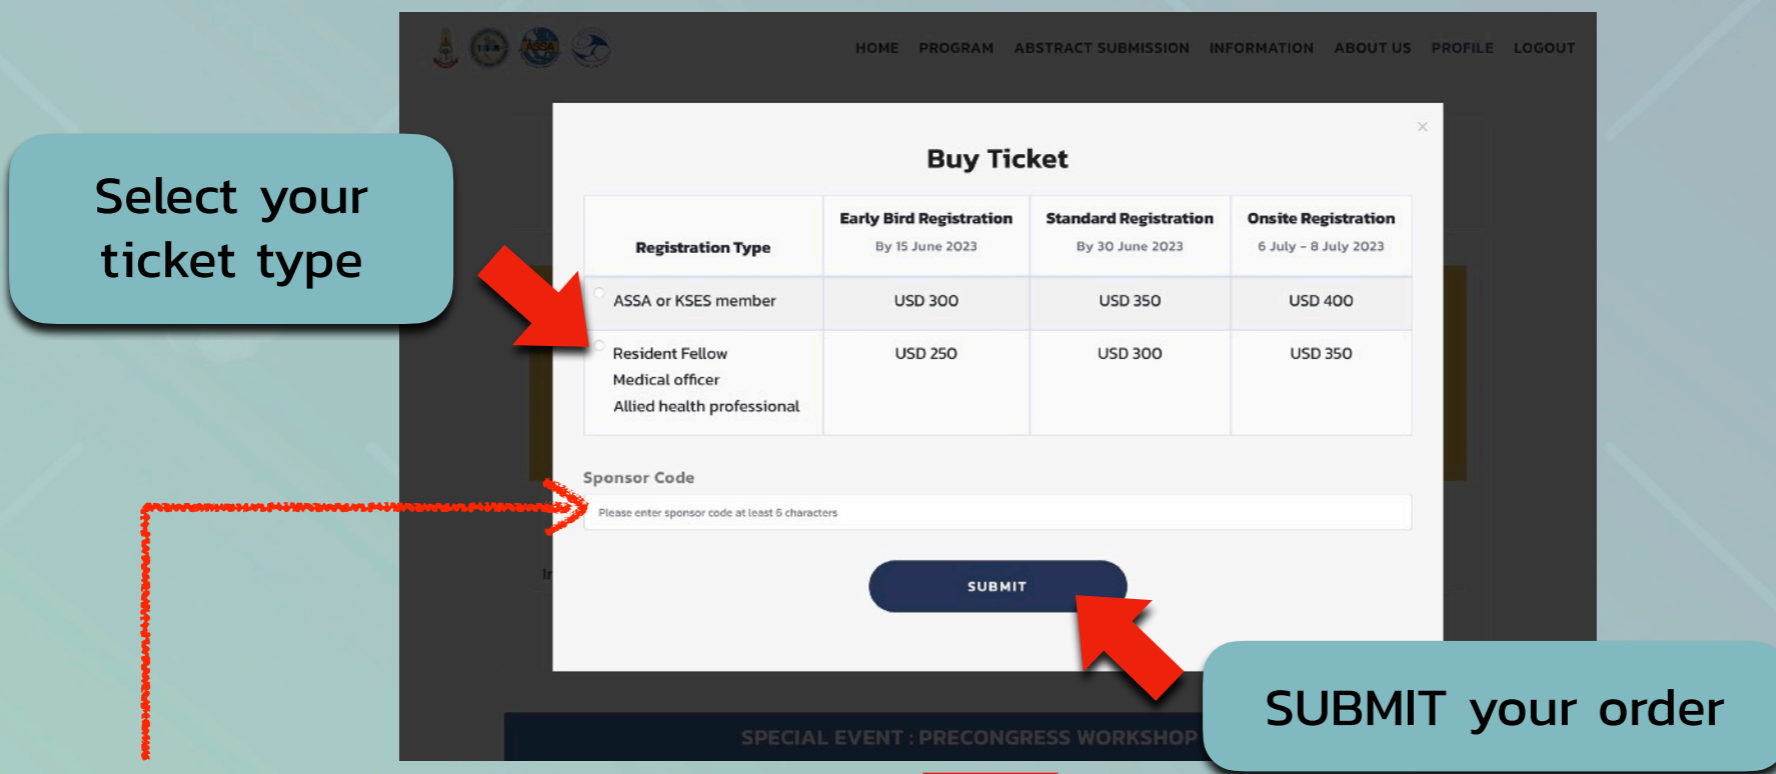 ASSA
HOME PROGRAM ABSTRACT SUBMISSION INFORMATION ABOUT US PROFILE LOGOUT
×
Select your
ticket type
Buy Ticket
Registration Type
Early Bird Registration
By 15 June 2023
Standard Registration
By 30 June 2023
Onsite Registration
6 July - 8 July 2023
ASSA or KSES member USD 300 USD 350 USD 400
Resident Fellow USD 250 USD 300 USD 350
Medical officer
Allied health professional
Sponsor Code
Please enter sponsor code at least 6 characters
SUBMIT
SUBMIT your order
SPECIAL EVENT : PRECONGRESS WORKSHOP